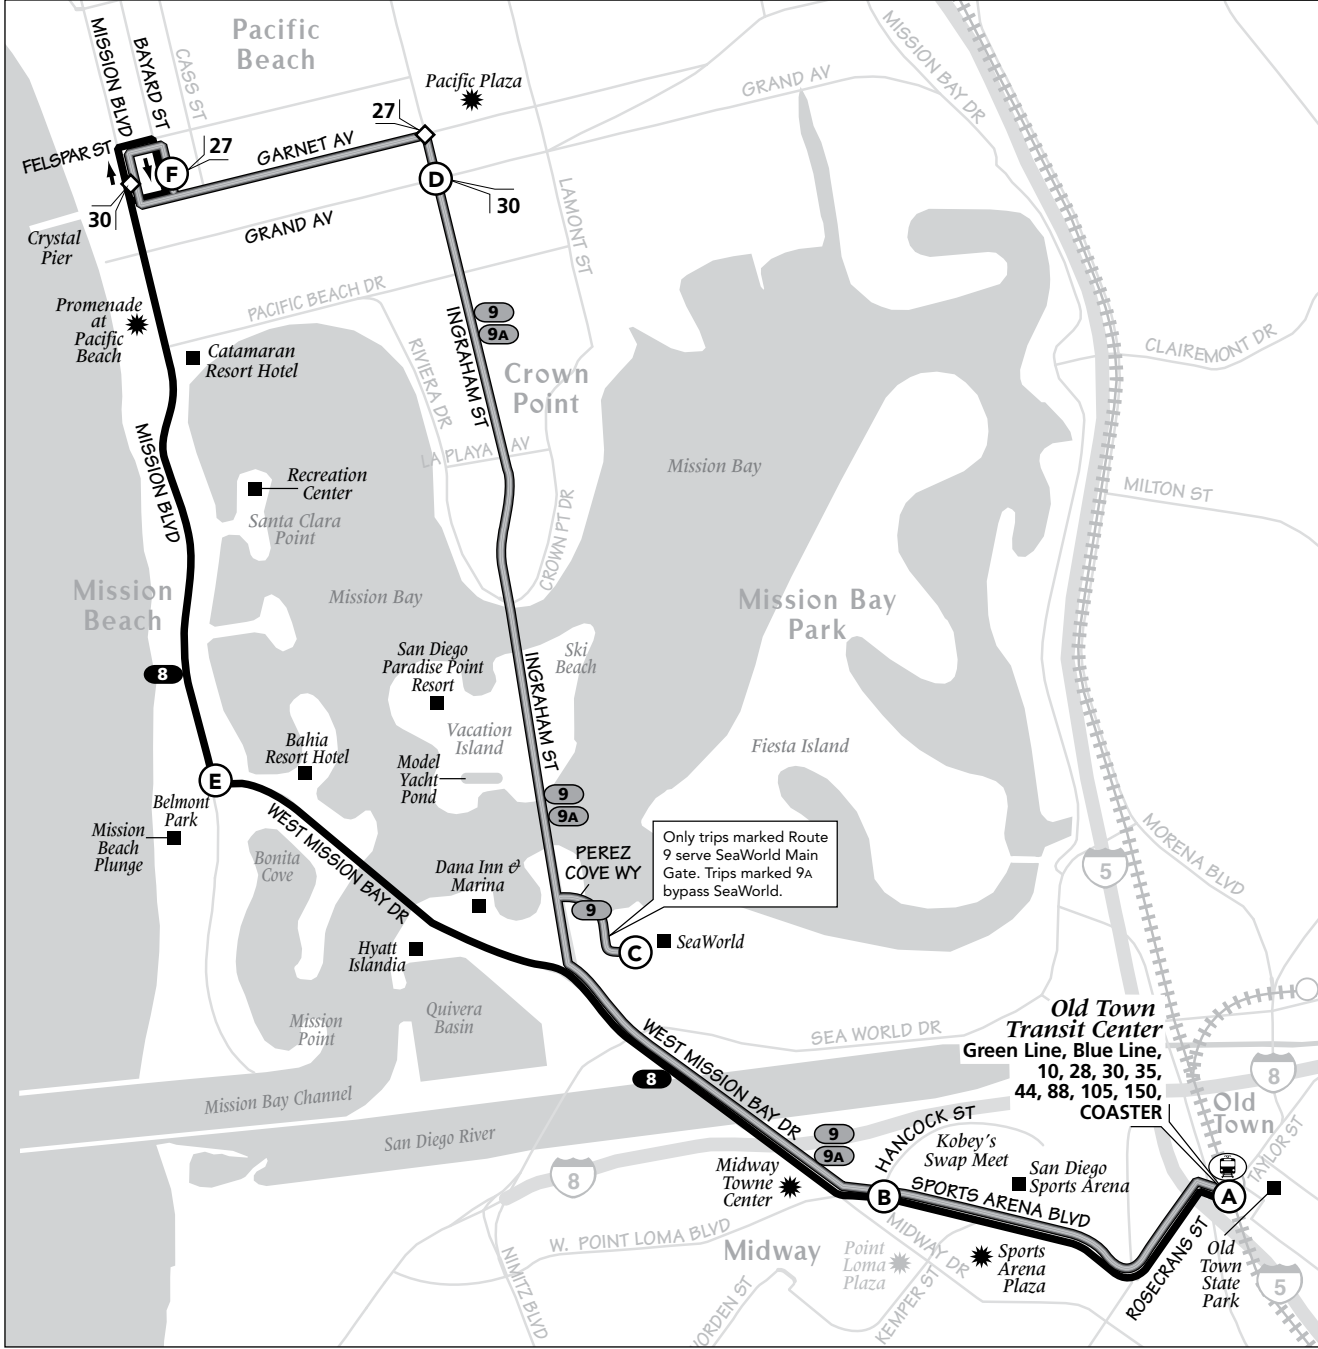 Pacific
Beach
MISSION BLVD
BAYARD ST
CASS ST
Pacific Plaza
GRAND AV
MISSION BAY DR
27
FELSPAR ST
F
27
GARNET AV
D
30
30
GRAND AV
LAMONT ST
Crystal
Pier
PACIFIC BEACH DR
Promenade
at
Pacific
Beach
9
9A
INGRAHAM ST
RIVIERA DR
Catamaran
Resort Hotel
Crown
Point
CLAIREMONT DR
MISSION BLVD
LA PLAYA AV
Mission Bay
Recreation
Center
MILTON ST
Santa Clara
Point
CROWN PT DR
Mission
Beach
Mission Bay
Mission Bay
Park
San Diego
Paradise Point
Resort
Ski
Beach
INGRAHAM ST
8
Vacation
Island
Bahia
Resort Hotel
Fiesta Island
Model
Yacht
Pond
E
9
9A
Belmont
Park
Mission
Beach
Plunge
WEST MISSION BAY DR
Bonita
Cove
Dana Inn &
Marina
PEREZ
COVE WY
Only trips marked Route
9 serve SeaWorld Main
Gate. Trips marked 9A
bypass SeaWorld.
MORENA BLVD
5
9
C
SeaWorld
Hyatt
Islandia
Mission
Point
Quivera
Basin
Old Town
Transit Center
Green Line, Blue Line,
10, 28, 30, 35,
44, 88, 105, 150,
COASTER
SEA WORLD DR
WEST MISSION BAY DR
8
8
Mission Bay Channel
San Diego River
Old
Town
TAYLOR ST
HANCOCK ST
9
9A
Kobey's
Swap Meet
San Diego
Sports Arena
Midway
Towne
Center
8
B
SPORTS ARENA BLVD
A
W. POINT LOMA BLVD
Midway
MIDWAY DR
Point
Loma
Plaza
Sports
Arena
Plaza
ROSECRANS ST
Old
Town
State
Park
NIMITZ BLVD
KEMPER ST
5